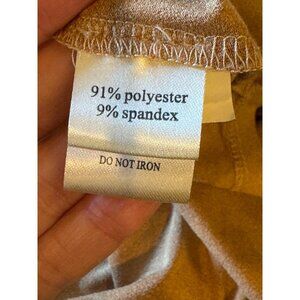 91% polyester
9% spandex
DO NOT IRON